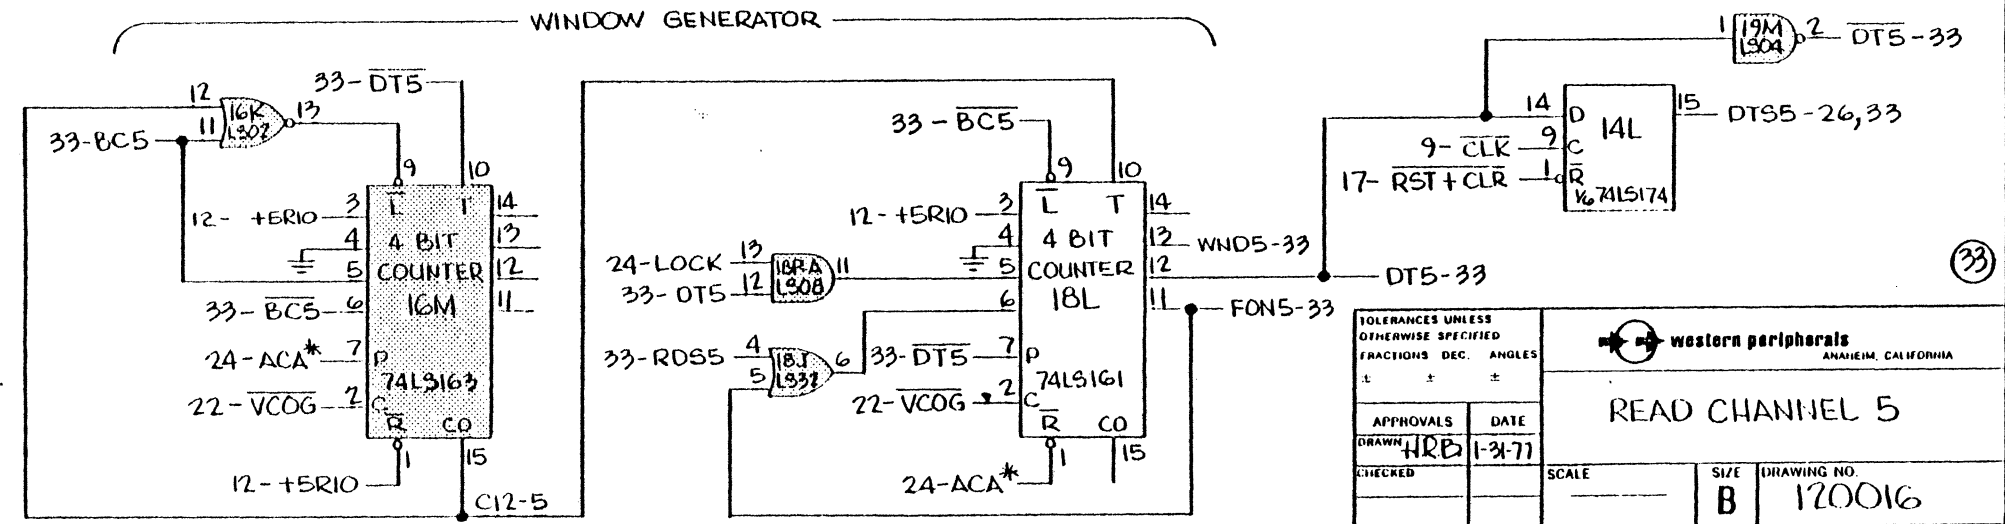 WINDOW GENERATOR
33-DT5
12
11
16K
LS02
13
33-BC5
9
10
12- +5R10
3
L
T
14
4
4 BIT
13
5
COUNTER
12
33-BC5
6
16M
11
24-ACA*
7
P
74LS163
22-VCOG
2
C
R
CO
12-+5R10
1
15
C12-5
33-BC5
9
10
12-+5R10
3
L
T
14
4
4 BIT
13
WND5-33
24-LOCK
13
33-DT5
12
LS08
11
5
COUNTER
12
DT5-33
6
18L
11
FON5-33
33-RDS5
4
5
18J
LS32
6
33-DT5
7
P
74LS161
22-VCOG
2
C
R
CO
24-ACA*
1
15
1
19M
LS04
2
DT5-33
14
D
14L
15
DTS5-26,33
9-CLK
9
C
17-RST+CLR
1
R
1/6 74LS174
33
TOLERANCES UNLESS
OTHERWISE SPECIFIED
FRACTIONS DEC. ANGLES
± ± ±
APPROVALS DATE
DRAWN HRB 1-31-77
CHECKED
western peripherals
ANAHEIM, CALIFORNIA
READ CHANNEL 5
SCALE
SIZE
B
DRAWING NO.
120016